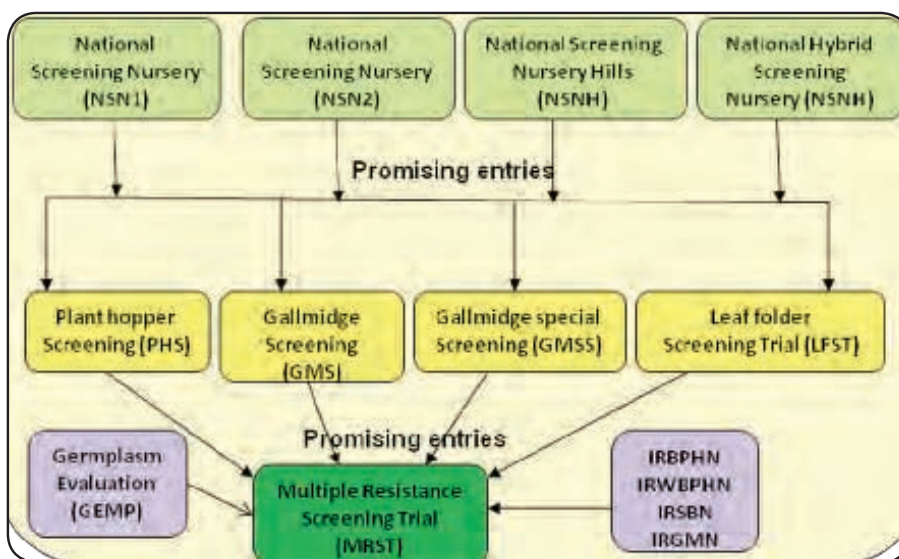 National
Screening Nursery
(NSN1)
National
Screening Nursery
(NSN2)
National Screening
Nursery Hills
(NSNH)
National Hybrid
Screening
Nursery (NSNH)
Promising entries
Plant hopper
Screening (PHS)
Gallmidge
Screening
(GMS)
Gallmidge special
Screening (GMSS)
Leaf folder
Screening Trial (LFST)
Promising entries
Germplasm
Evaluation
(GEMP)
Multiple Resistance
Screening Trial
(MRST)
IRBPHN
IRWBPHN
IRSBN
IRGMN